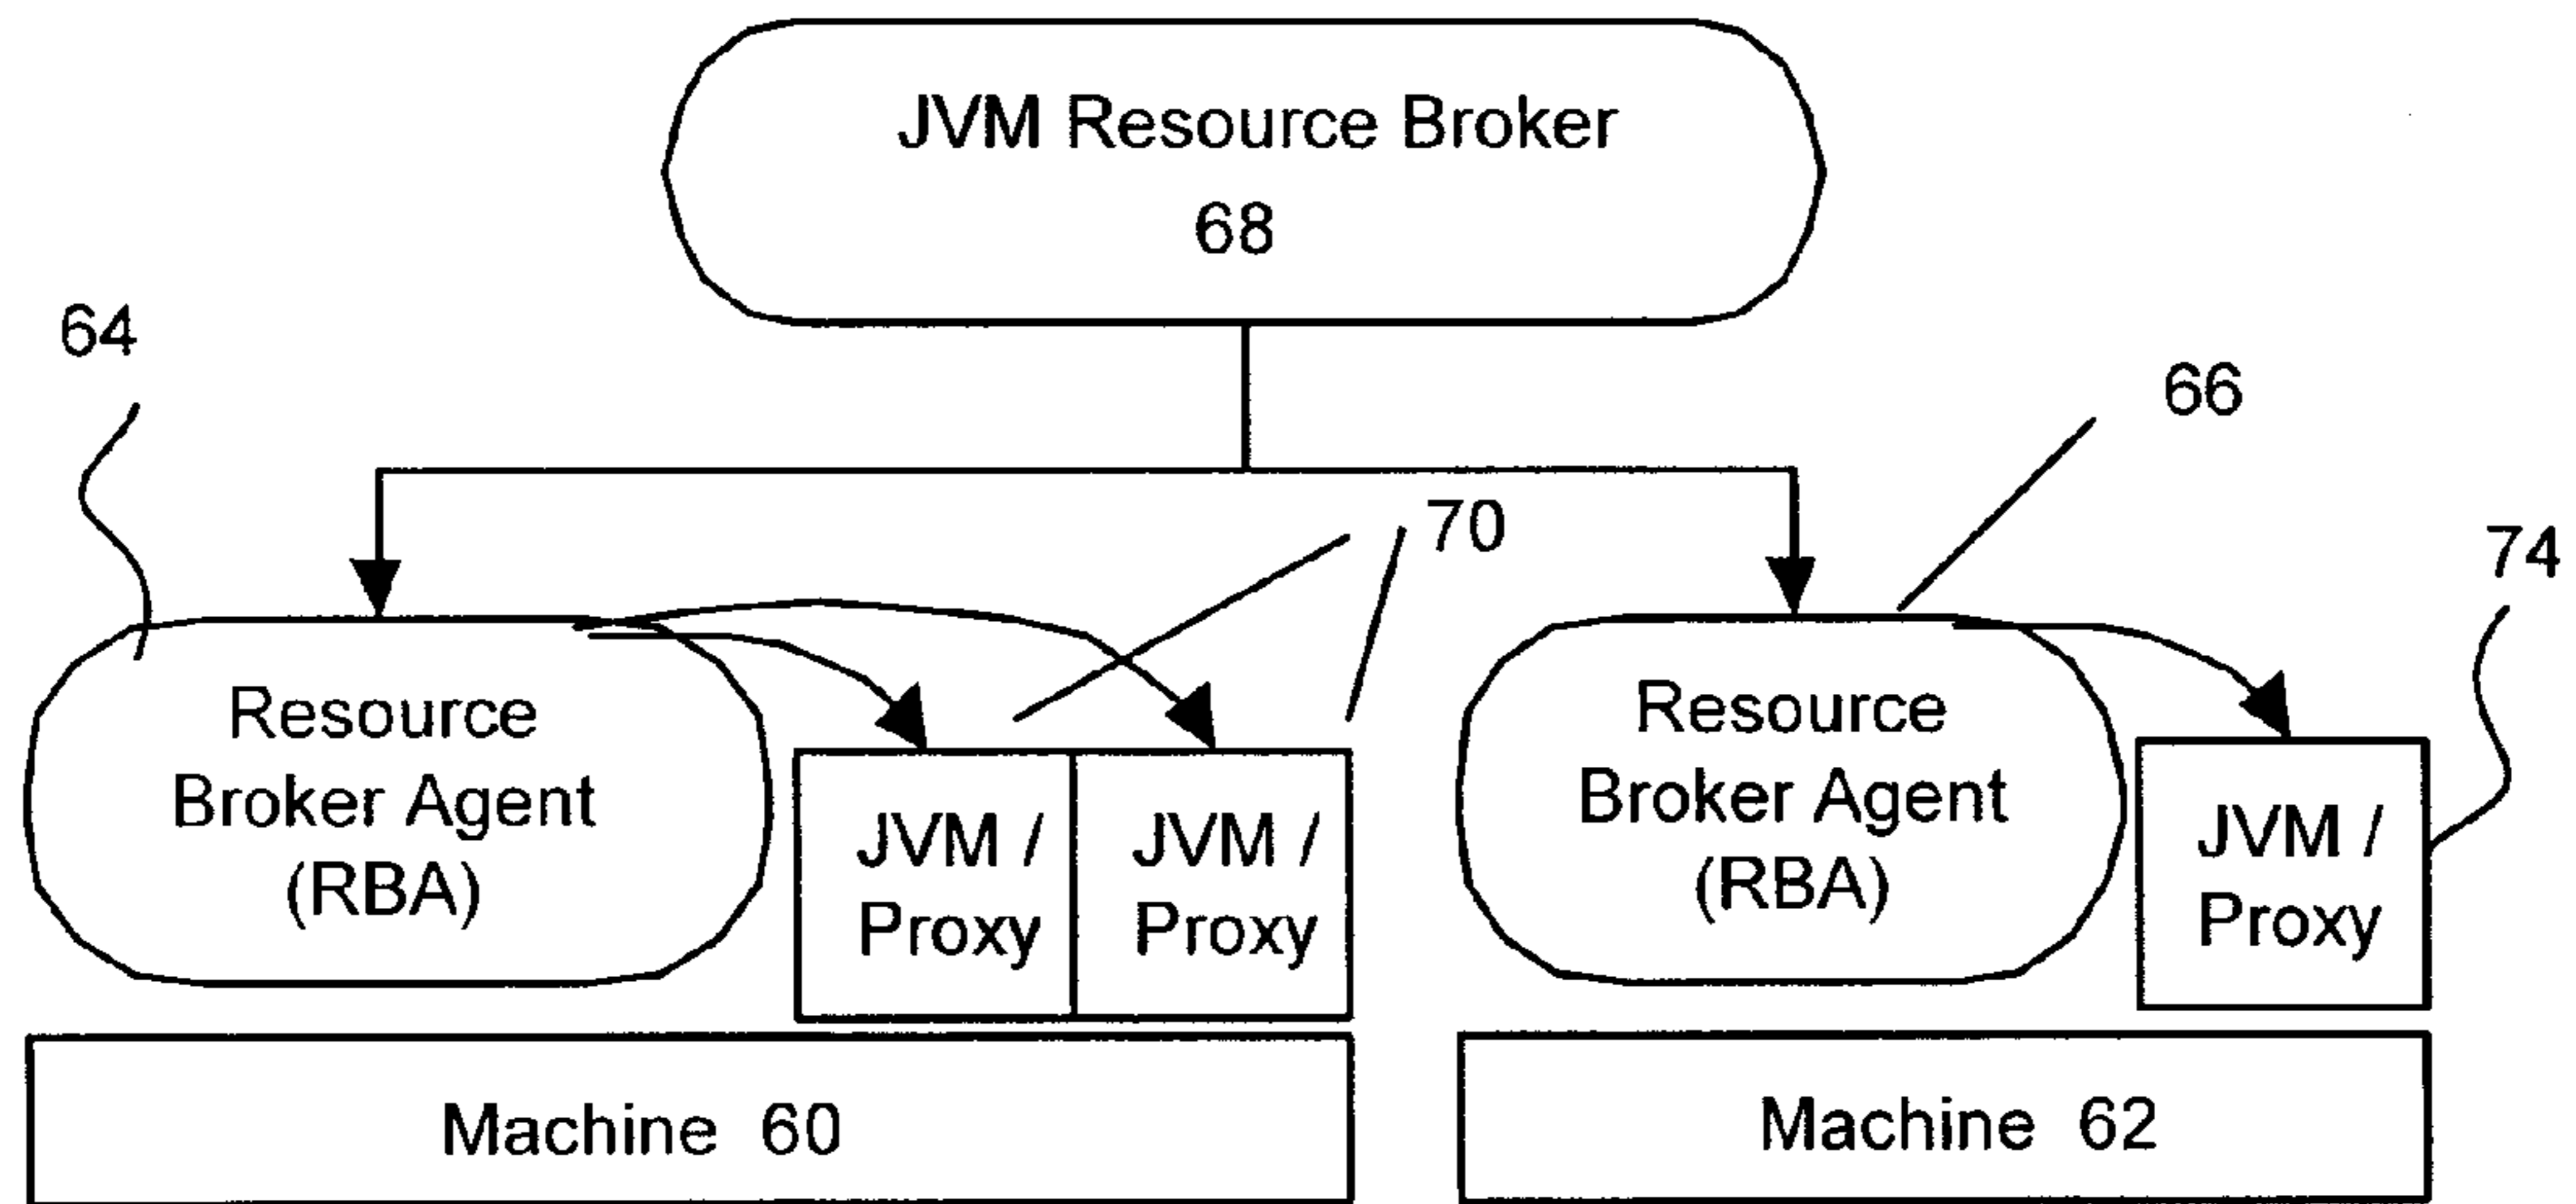 JVM Resource Broker
68
64
66
70
74
Resource
Broker Agent
(RBA)
JVM /
Proxy
JVM /
Proxy
Resource
Broker Agent
(RBA)
JVM /
Proxy
Machine 60
Machine 62